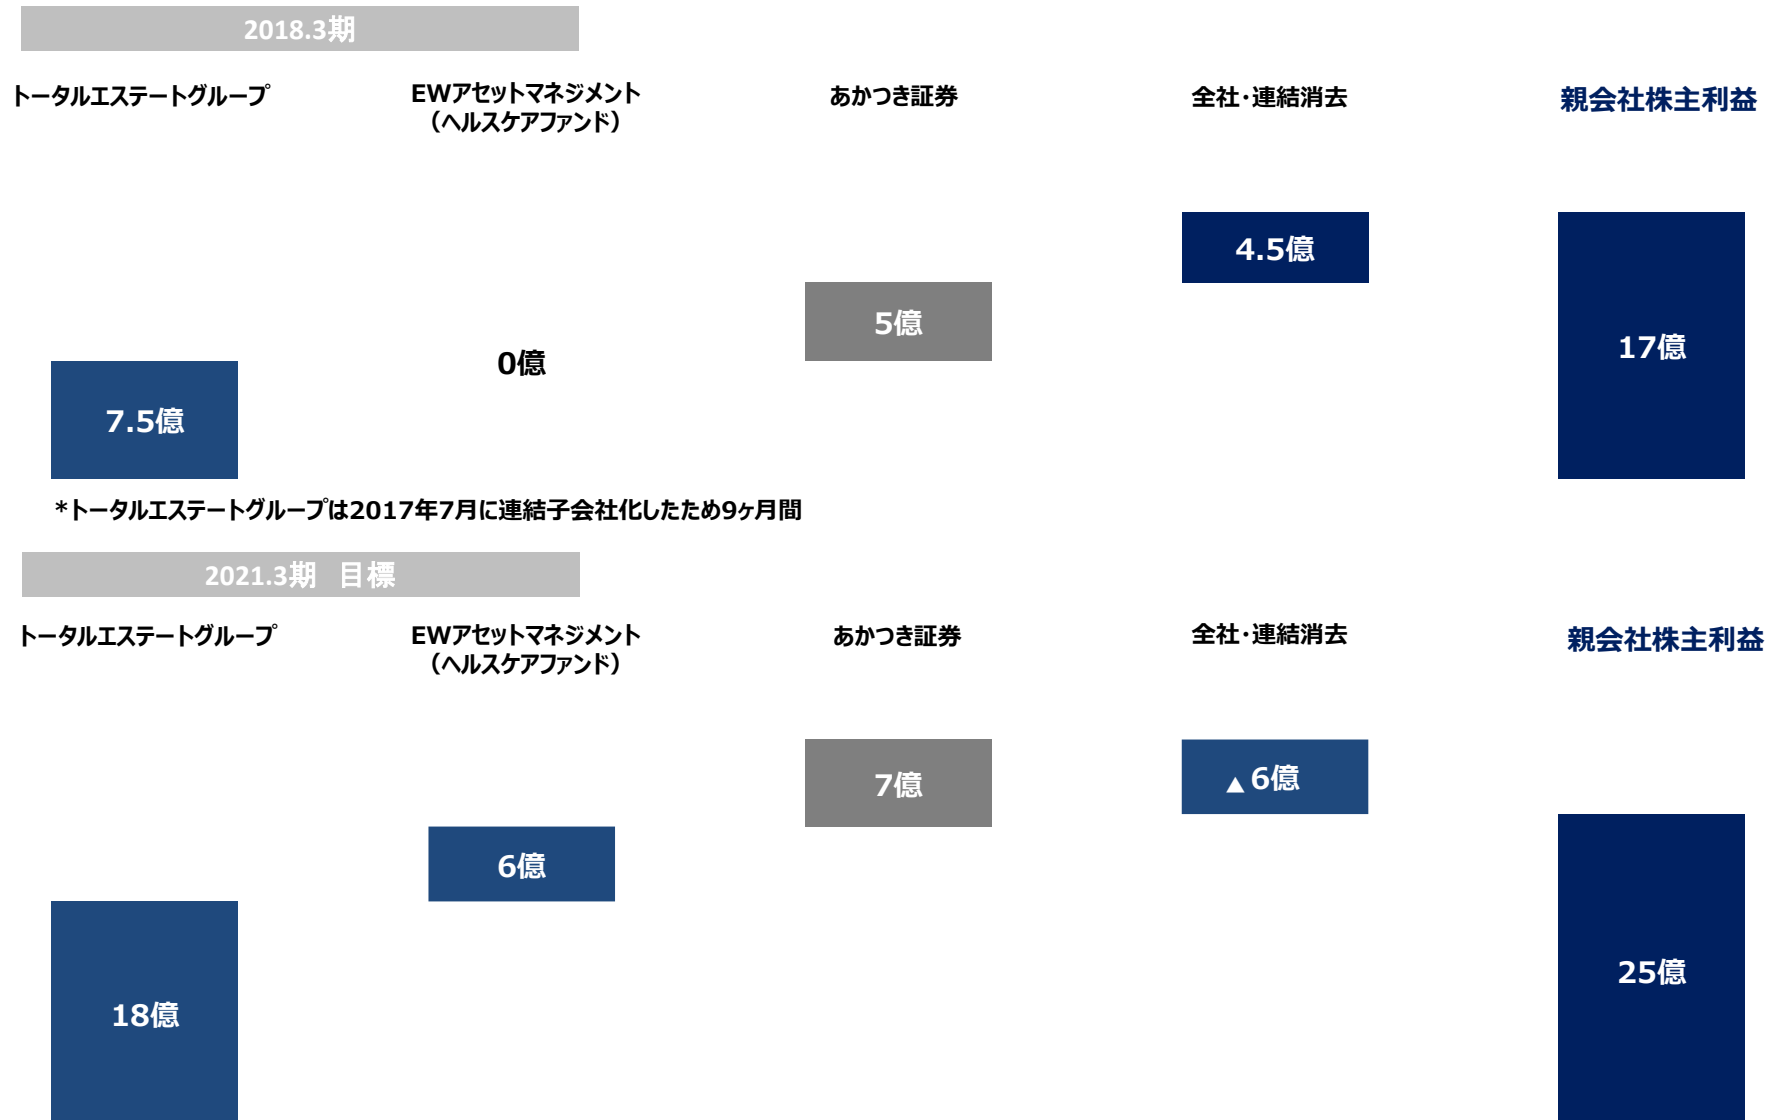 2018.3期
トータルエステートグループ
EWアセットマネジメント
（ヘルスケアファンド）
あかつき証券
全社・連結消去
親会社株主利益
7.5億
0億
5億
4.5億
17億
*トータルエステートグループは2017年7月に連結子会社化したため9ヶ月間
2021.3期 目標
トータルエステートグループ
EWアセットマネジメント
（ヘルスケアファンド）
あかつき証券
全社・連結消去
親会社株主利益
18億
6億
7億
▲6億
25億